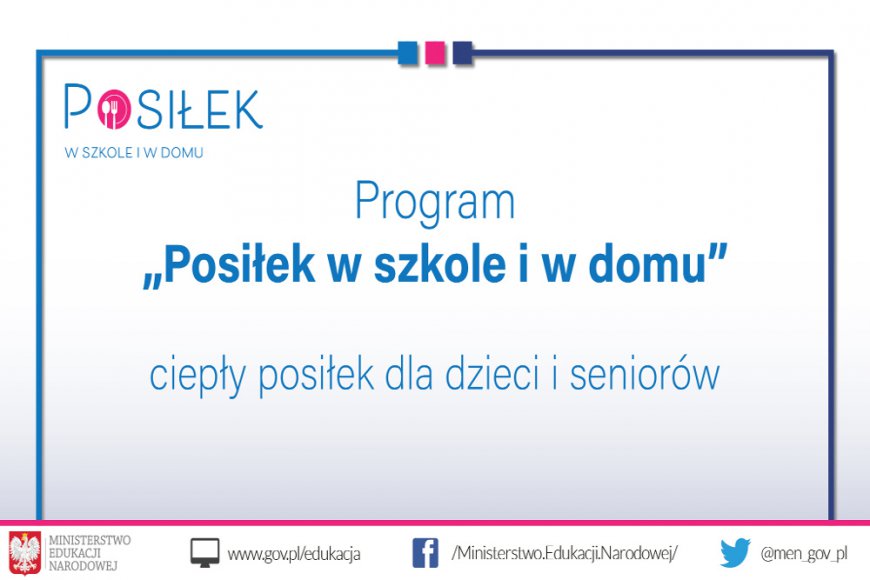 POSIŁEK
W SZKOLE I W DOMU
Program
„Posiłek w szkole i w domu”
ciepły posiłek dla dzieci i seniorów
MINISTERSTWO
EDUKACJI
NARODOWEJ
www.gov.pl/edukacja
/Ministerstwo.Edukacji.Narodowej/
@men_gov_pl